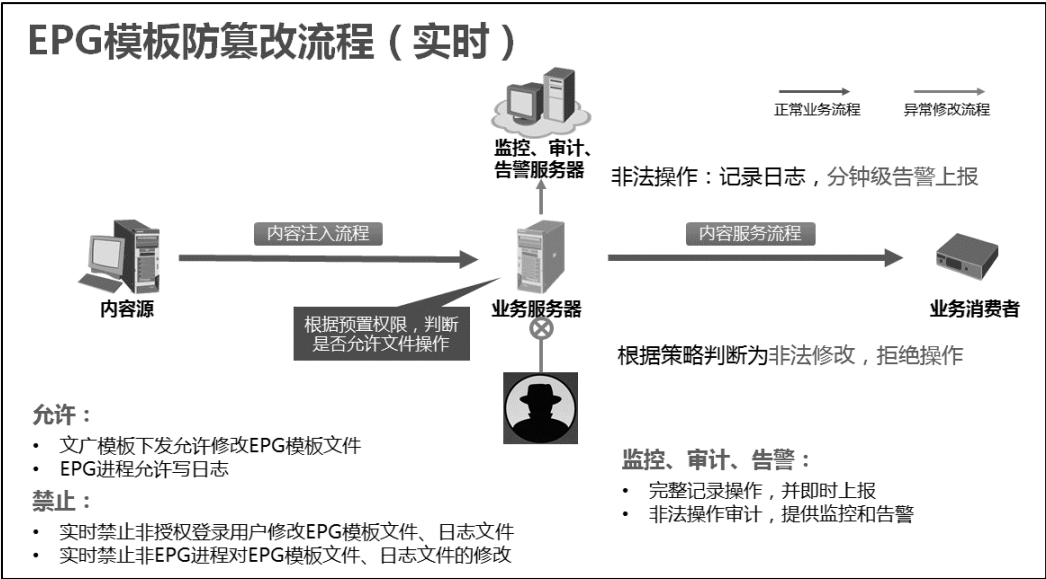 EPG模板防篡改流程（实时）
正常业务流程
异常修改流程
监控、审计、
告警服务器
非法操作：记录日志，分钟级告警上报
内容注入流程
内容服务流程
内容源
业务服务器
业务消费者
根据预置权限，判断
是否允许文件操作
根据策略判断为非法修改，拒绝操作
允许：
• 文广模板下发允许修改EPG模板文件
• EPG进程允许写日志
禁止：
• 实时禁止非授权登录用户修改EPG模板文件、日志文件
• 实时禁止非EPG进程对EPG模板文件、日志文件的修改
监控、审计、告警：
• 完整记录操作，并即时上报
• 非法操作审计，提供监控和告警